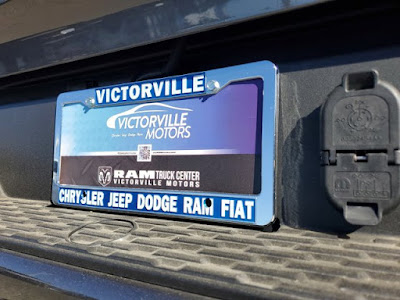 VICTORVILLE
VICTORVILLE
MOTORS
RAM TRUCK CENTER
VICTORVILLE MOTORS
CHRYSLER JEEP DODGE RAM FIAT